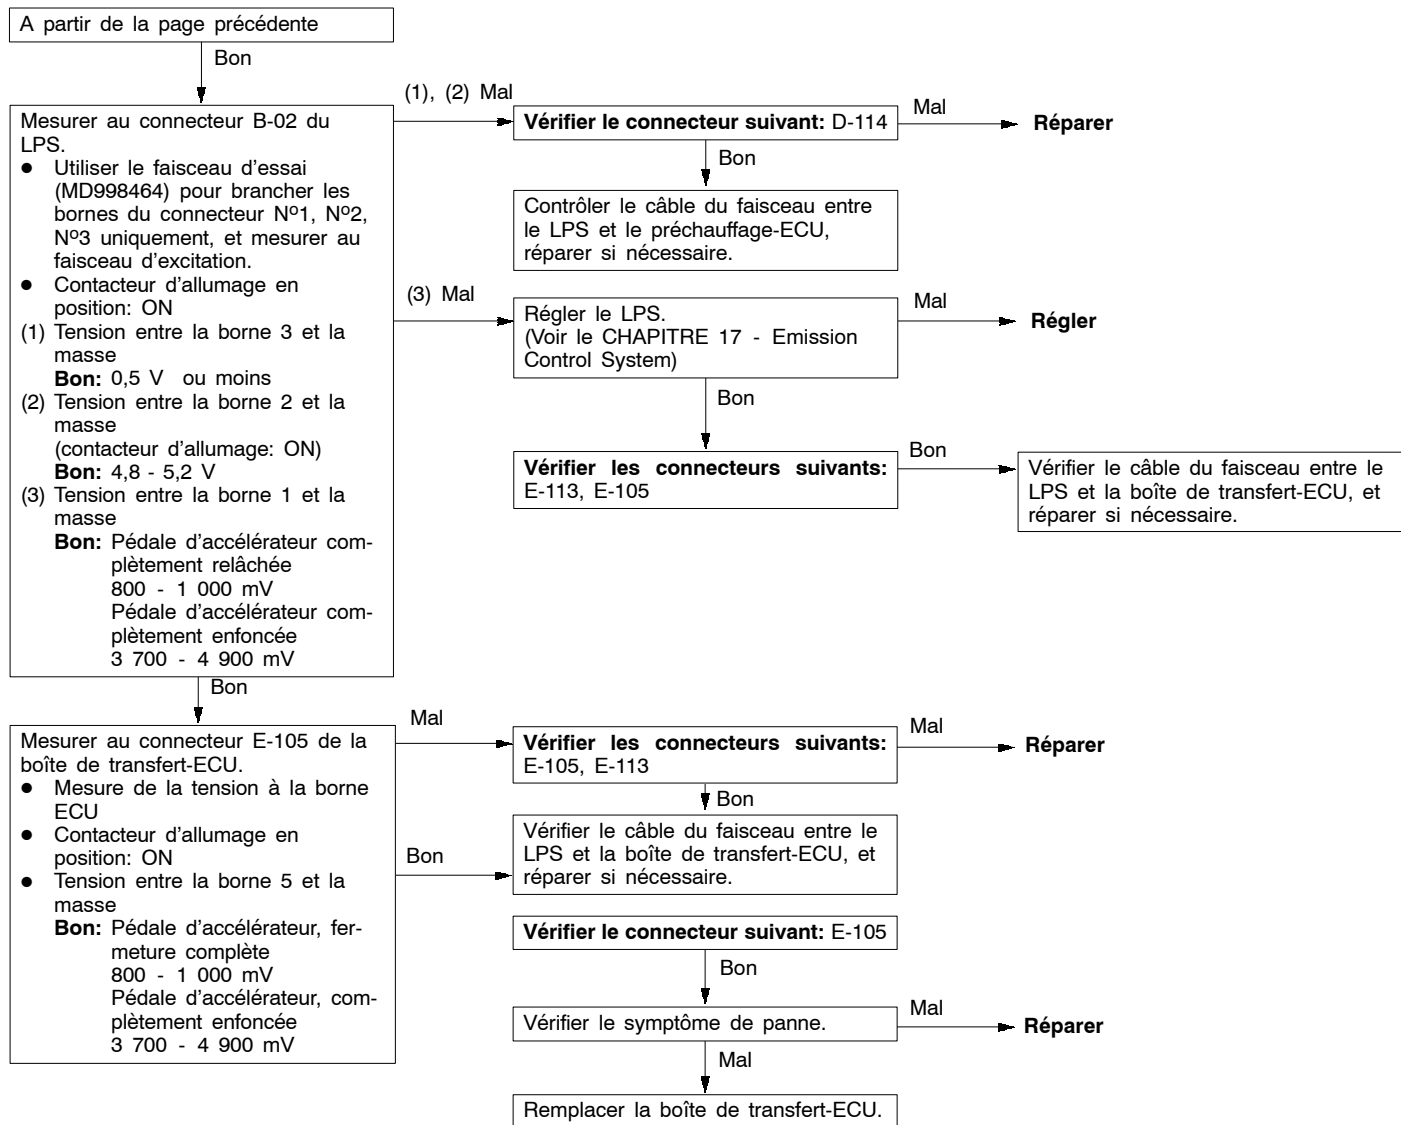 A partir de la page précédente
Bon
Mesurer au connecteur B-02 du
LPS.
● Utiliser le faisceau d'essai
(MD998464) pour brancher les
bornes du connecteur Nº1, Nº2,
Nº3 uniquement, et mesurer au
faisceau d'excitation.
● Contacteur d'allumage en
position: ON
(1) Tension entre la borne 3 et la
masse
Bon: 0,5 V ou moins
(2) Tension entre la borne 2 et la
masse
(contacteur d'allumage: ON)
Bon: 4,8 - 5,2 V
(3) Tension entre la borne 1 et la
masse
Bon: Pédale d'accélérateur com-
plètement relâchée
800 - 1 000 mV
Pédale d'accélérateur com-
plètement enfoncée
3 700 - 4 900 mV
(1), (2) Mal
Vérifier le connecteur suivant: D-114
Mal
Réparer
Bon
Contrôler le câble du faisceau entre
le LPS et le préchauffage-ECU,
réparer si nécessaire.
(3) Mal
Régler le LPS.
(Voir le CHAPITRE 17 - Emission
Control System)
Mal
Régler
Bon
Vérifier les connecteurs suivants:
E-113, E-105
Bon
Vérifier le câble du faisceau entre le
LPS et la boîte de transfert-ECU, et
réparer si nécessaire.
Bon
Mesurer au connecteur E-105 de la
boîte de transfert-ECU.
● Mesure de la tension à la borne
ECU
● Contacteur d'allumage en
position: ON
● Tension entre la borne 5 et la
masse
Bon: Pédale d'accélérateur, fer-
meture complète
800 - 1 000 mV
Pédale d'accélérateur, com-
plètement enfoncée
3 700 - 4 900 mV
Mal
Vérifier les connecteurs suivants:
E-105, E-113
Mal
Réparer
Bon
Bon
Vérifier le câble du faisceau entre le
LPS et la boîte de transfert-ECU, et
réparer si nécessaire.
Vérifier le connecteur suivant: E-105
Bon
Vérifier le symptôme de panne.
Mal
Réparer
Mal
Remplacer la boîte de transfert-ECU.